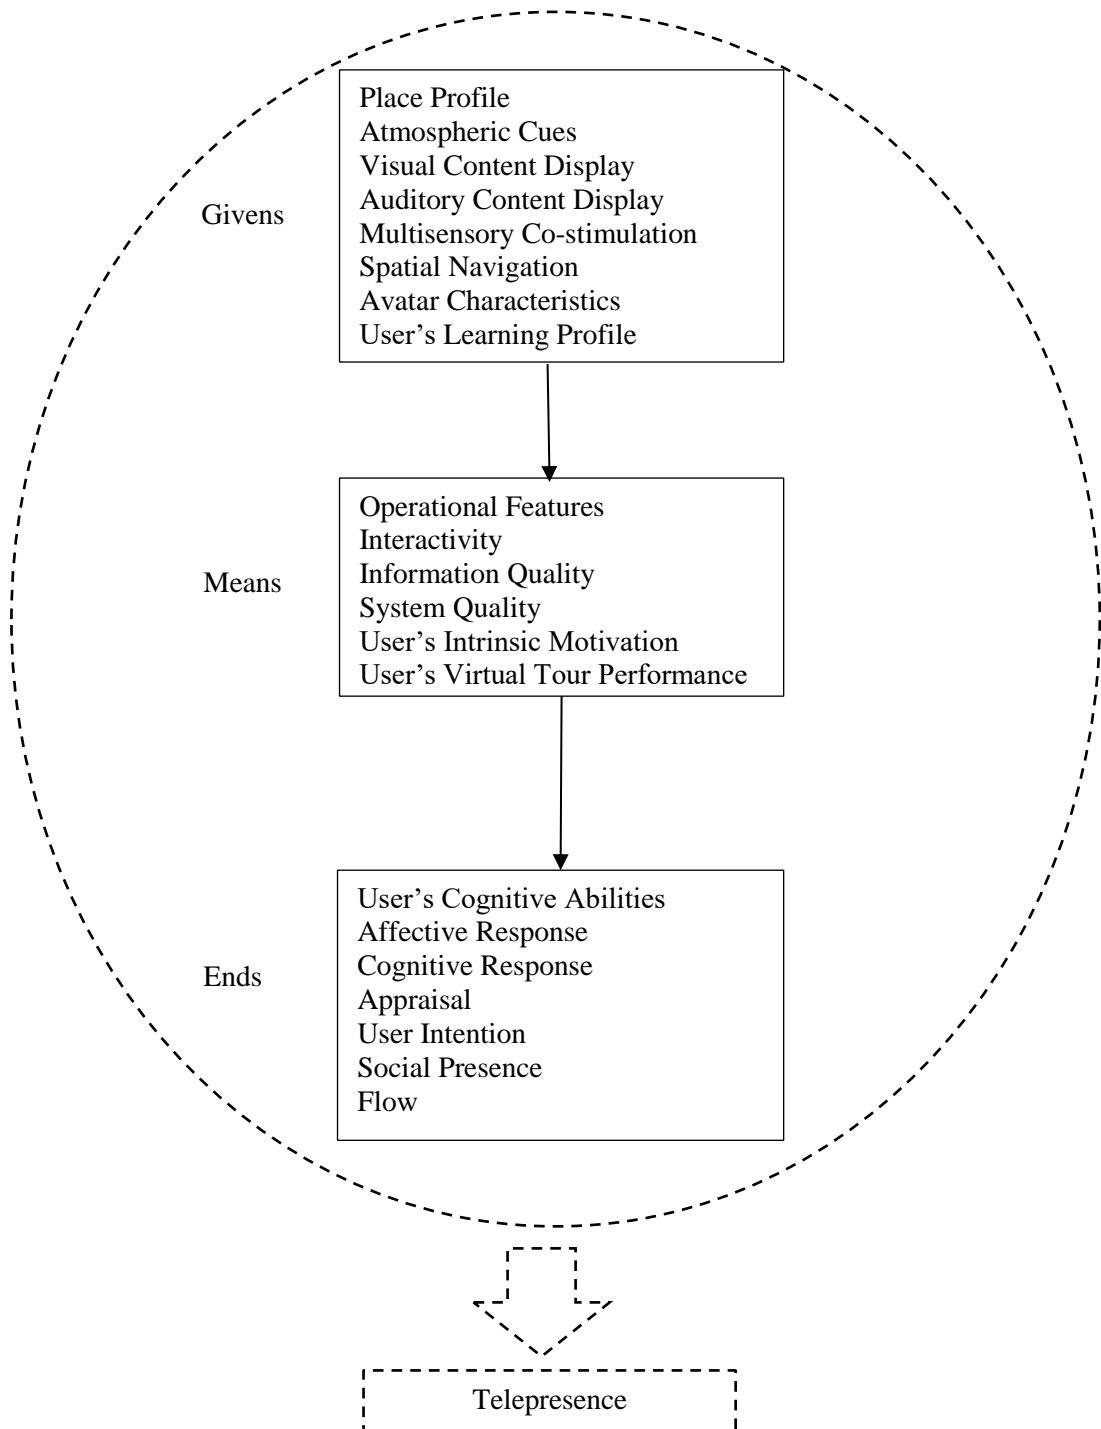 Givens
Place Profile
Atmospheric Cues
Visual Content Display
Auditory Content Display
Multisensory Co-stimulation
Spatial Navigation
Avatar Characteristics
User’s Learning Profile
Means
Operational Features
Interactivity
Information Quality
System Quality
User’s Intrinsic Motivation
User’s Virtual Tour Performance
Ends
User’s Cognitive Abilities
Affective Response
Cognitive Response
Appraisal
User Intention
Social Presence
Flow
Telepresence